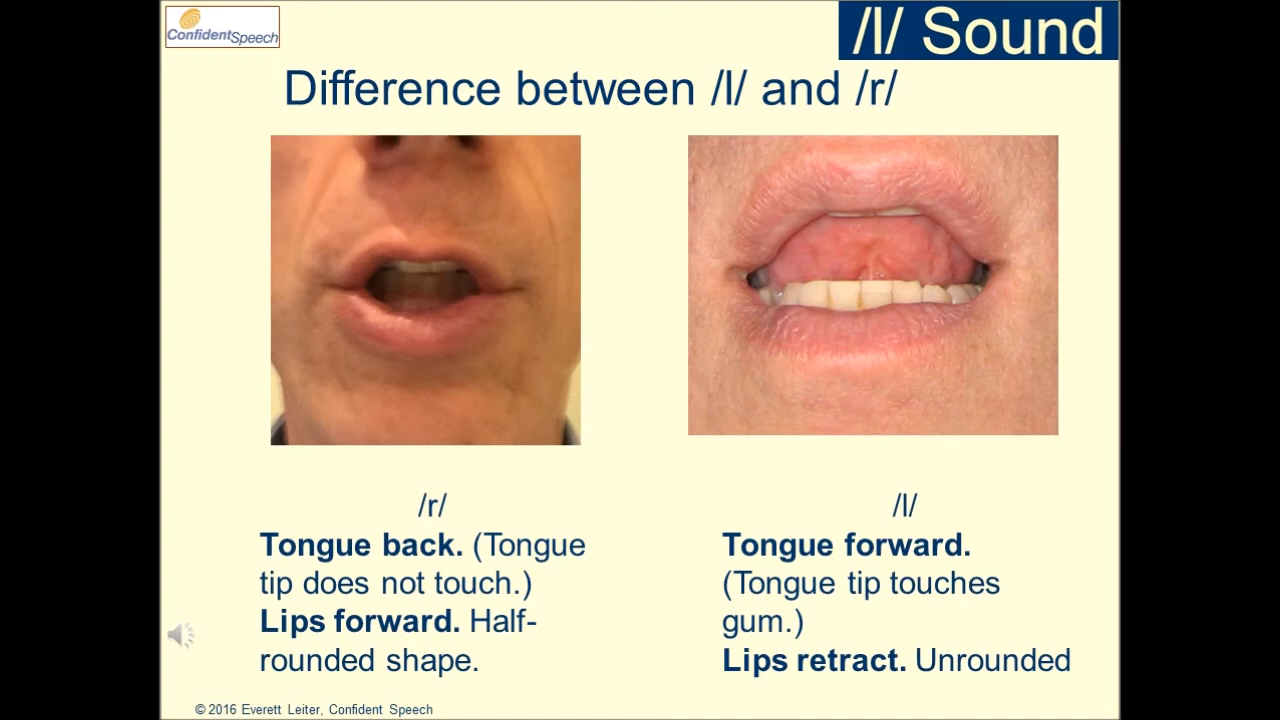 ConfidentSpeech
/l/ Sound
Difference between /l/ and /r/
/r/
Tongue back. (Tongue
tip does not touch.)
Lips forward. Half-
rounded shape.
/l/
Tongue forward.
(Tongue tip touches
gum.)
Lips retract. Unrounded
© 2016 Everett Leiter, Confident Speech